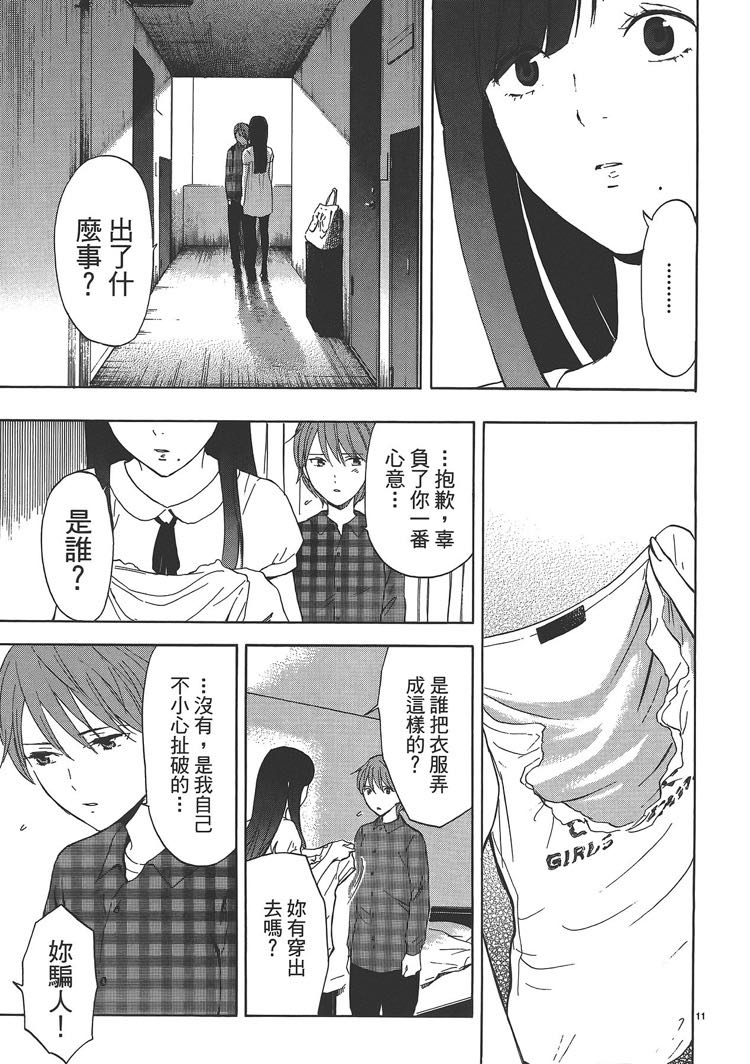 ………
出了什
麼事？
…抱歉，辜
負了你一番
心意…
是誰？
C
GIRLS
是誰把衣服弄
成這樣的？
妳有穿出
去嗎？
…沒有，是我自己
不小心扯破的…
妳騙人！
11